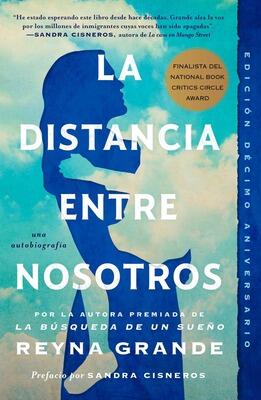 "He estado esperando este libro desde hace décadas. Grande alza la voz
por los millones de inmigrantes cuyas voces han sido apagadas".
—SANDRA CISNEROS, autora de La casa en Mango Street
LA
DISTANCIA
ENTRE
NOSOTROS
una
autobiografía
FINALISTA DEL
NATIONAL BOOK
CRITICS CIRCLE
AWARD
EDICIÓN DÉCIMO ANIVERSARIO
POR LA AUTORA PREMIADA DE
LA BÚSQUEDA DE UN SUEÑO
REYNA GRANDE
Prefacio por SANDRA CISNEROS